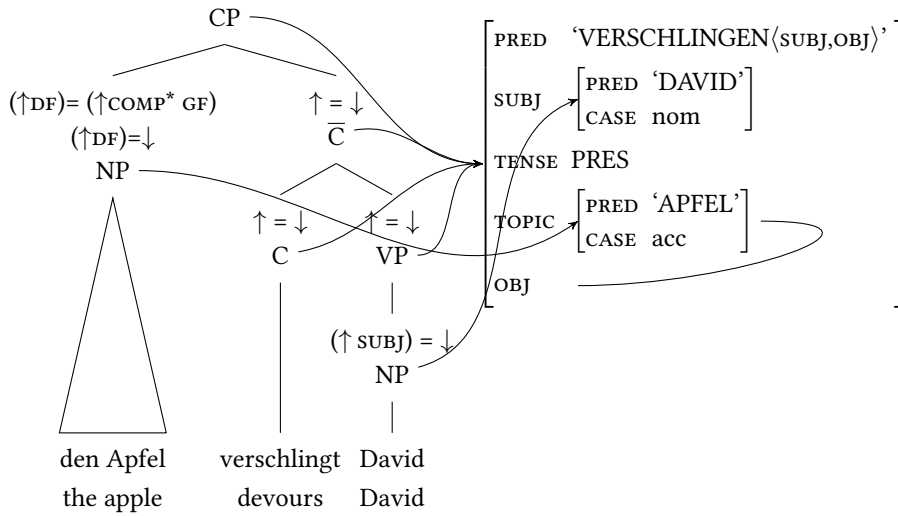 CP
(↑DF)= (↑COMP* GF)
(↑DF)=↓
NP
↑ = ↓
C̅
↑ = ↓
C
↑ = ↓
VP
(↑ SUBJ) = ↓
NP
den Apfel verschlingt David
the apple devours David
PRED ‘VERSCHLINGEN⟨SUBJ,OBJ⟩’
SUBJ
PRED ‘DAVID’
CASE nom
TENSE PRES
TOPIC
PRED ‘APFEL’
CASE acc
OBJ